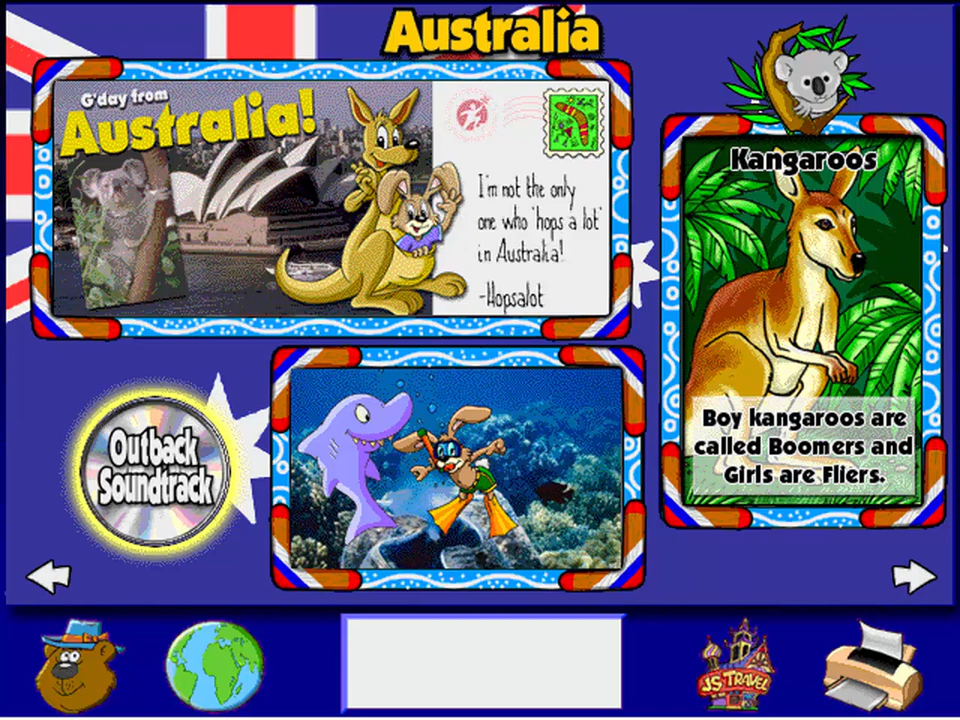 Australia
G'day from
Australia!
I'm not the only
one who 'hops a lot'
in Australia!
-Hopsalot
Kangaroos
Boy kangaroos are
called Boomers and
Girls are Fliers.
Outback
Soundtrack
JS TRAVEL